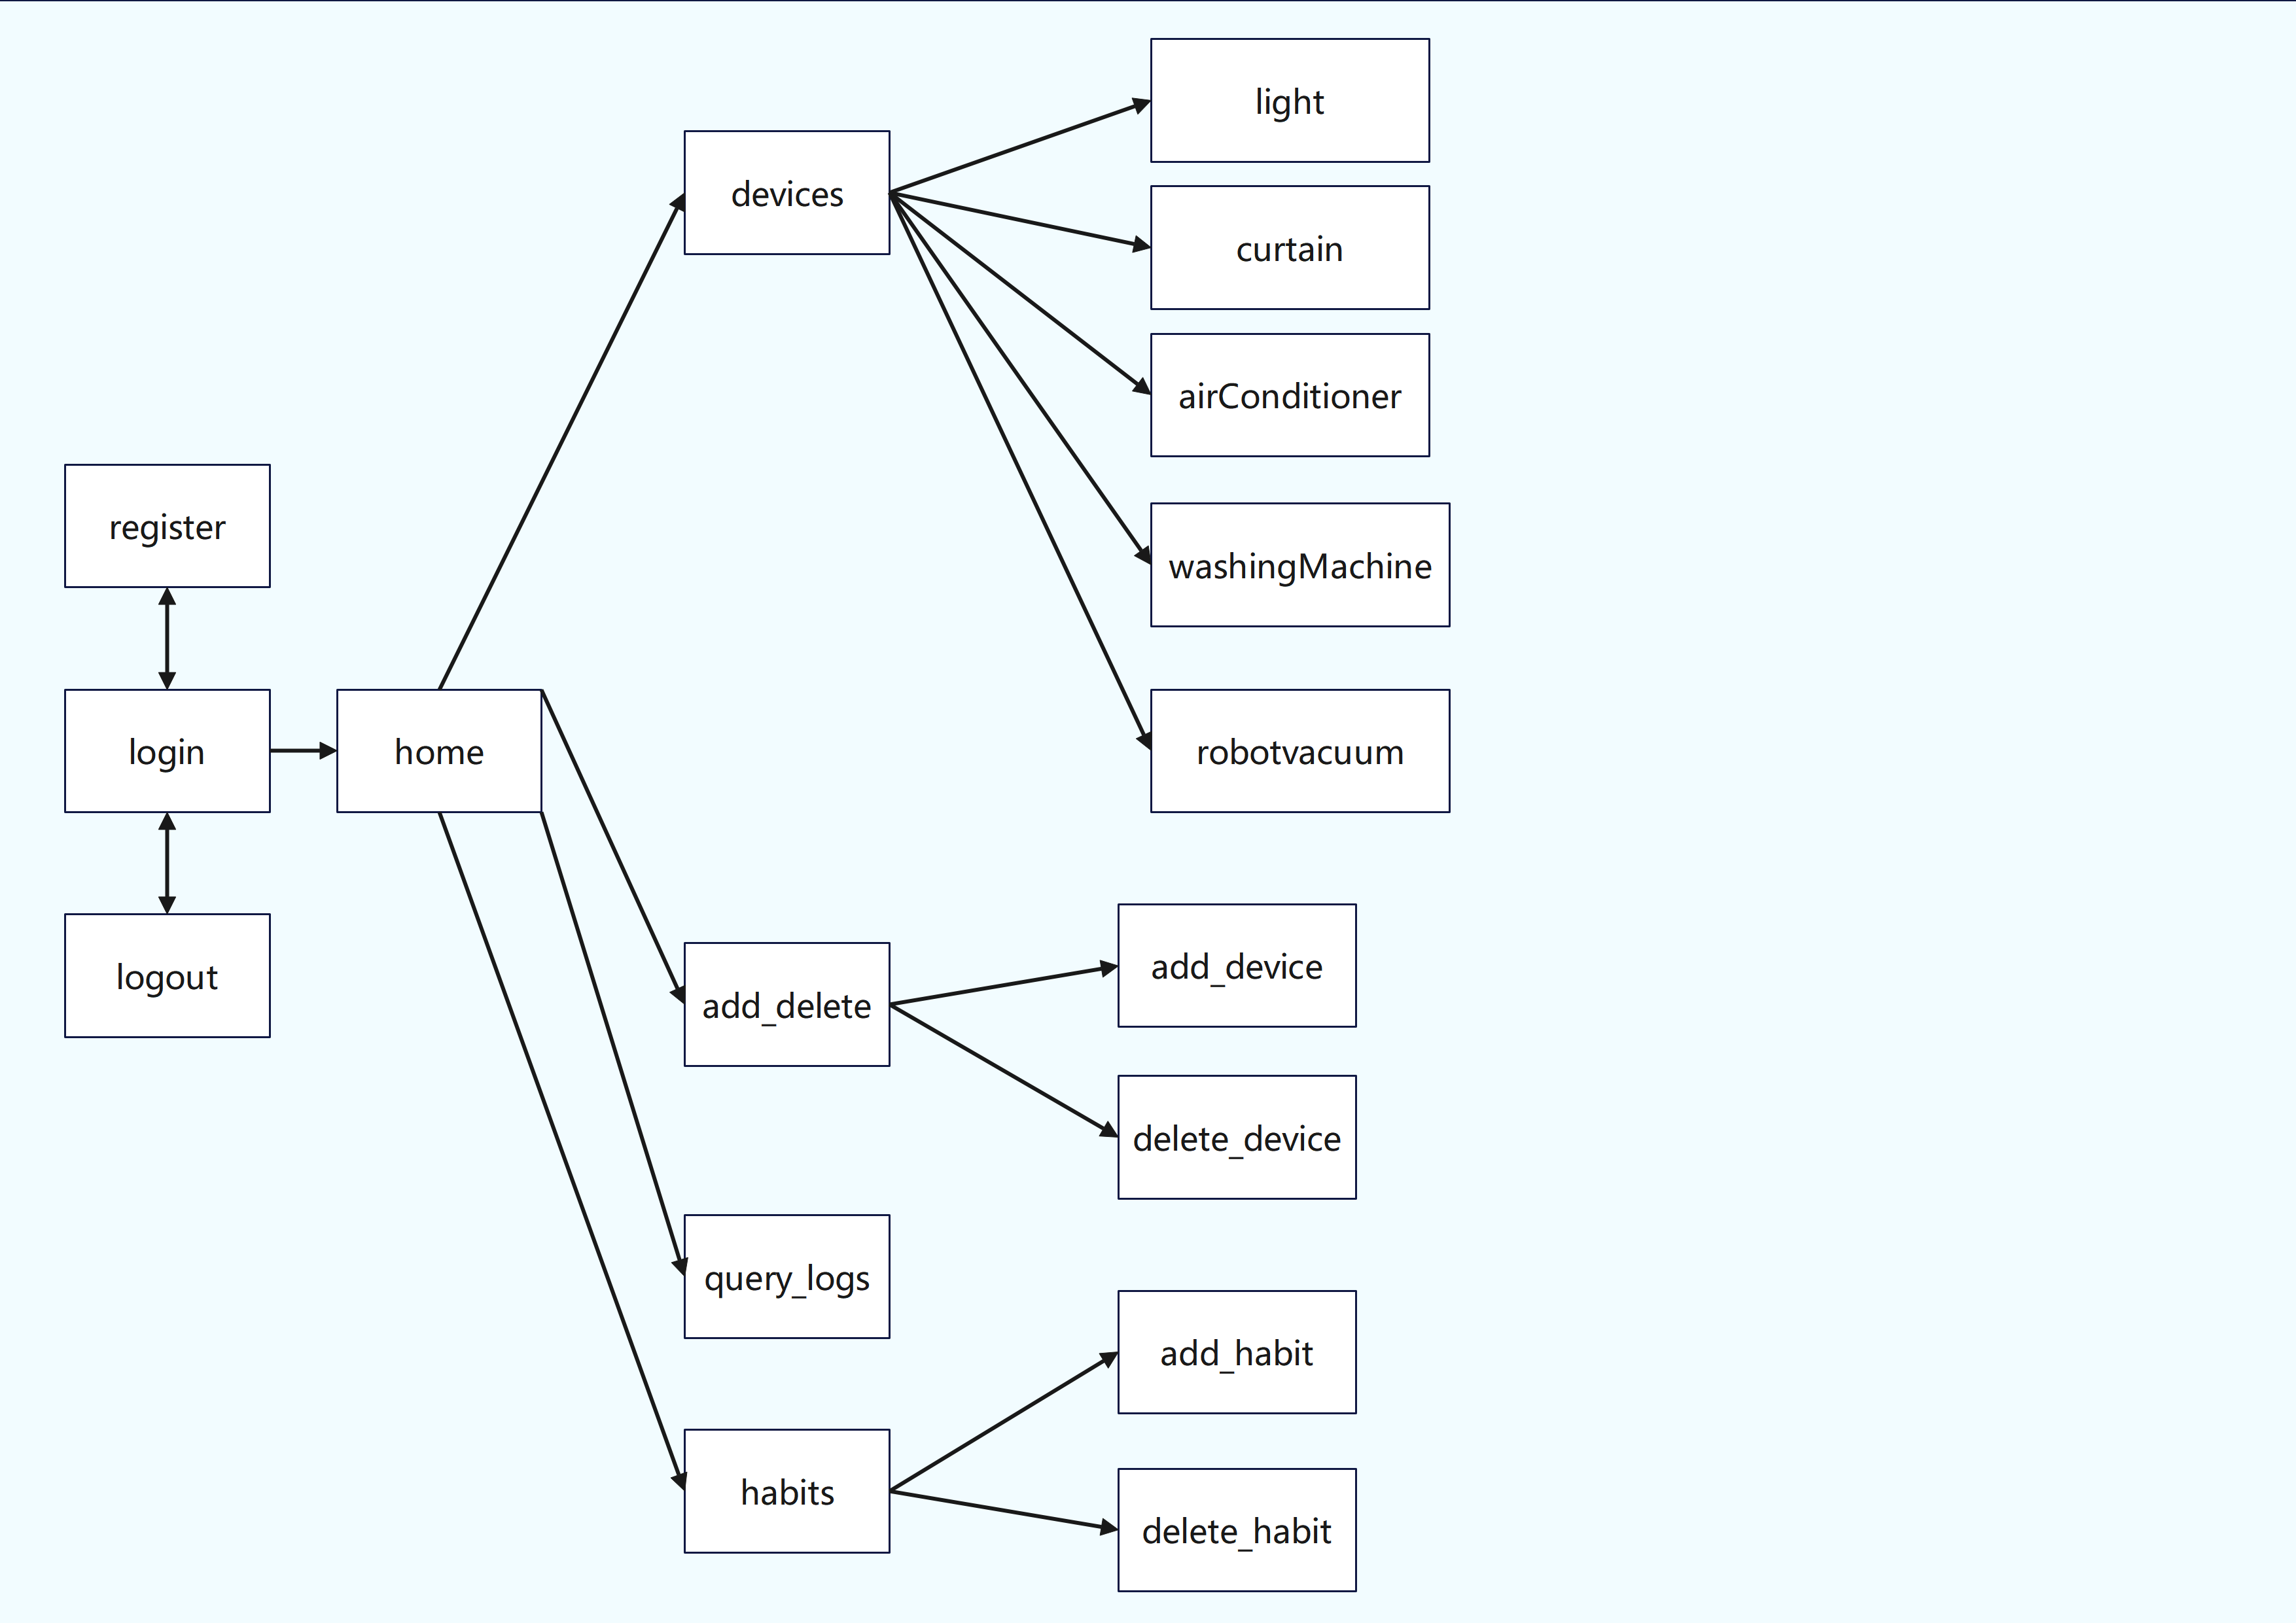 light
devices
curtain
airConditioner
register
washingMachine
login
home
robotvacuum
logout
add_device
add_delete
delete_device
query_logs
add_habit
habits
delete_habit